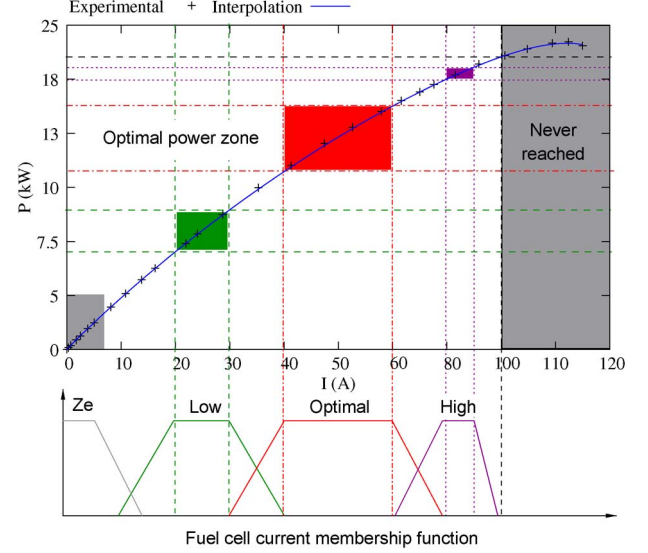 Experimental + Interpolation
25
18
13
10
7.5
5
0
P (kW)
Optimal power zone
Never
reached
0 10 20 30 40 50 60 70 80 90 100 110 120
I (A)
Ze
Low
Optimal
High
Fuel cell current membership function